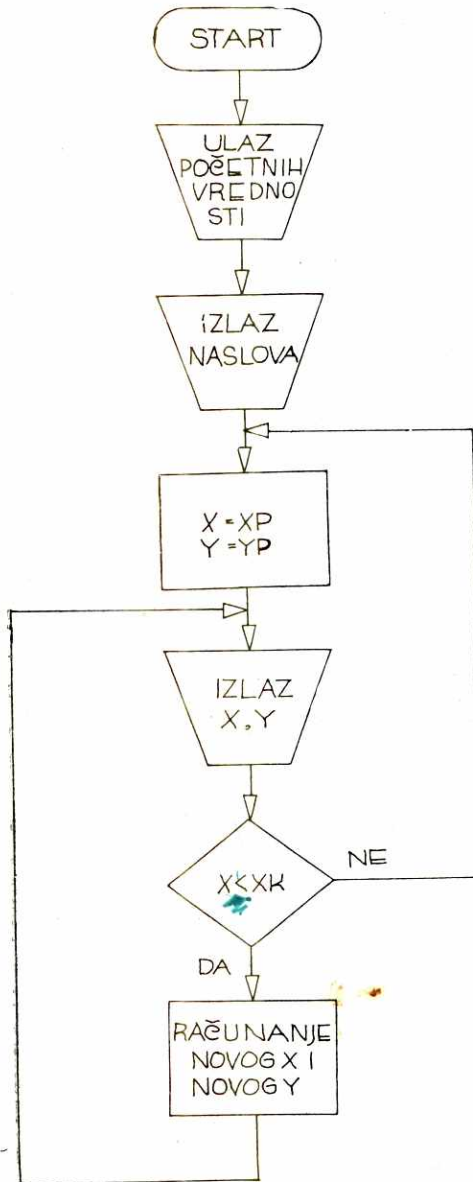 START
ULAZ
POČETNIH
VREDNO
STI
IZLAZ
NASLOVA
X = XP
Y = YP
IZLAZ
X, Y
X<XK
NE
DA
RAČUNANJE
NOVOG X I
NOVOG Y